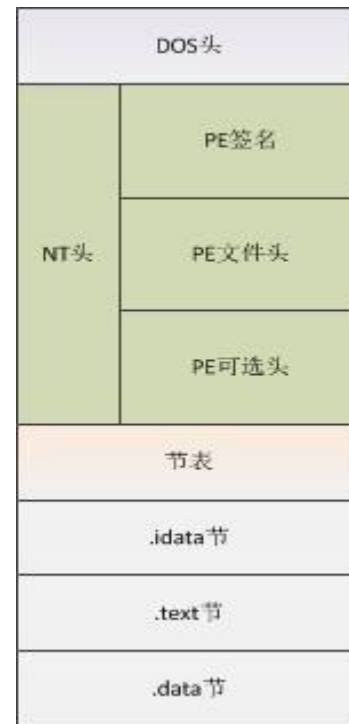 DOS头
PE签名
NT头
PE文件头
PE可选头
节表
.idata节
.text节
.data节